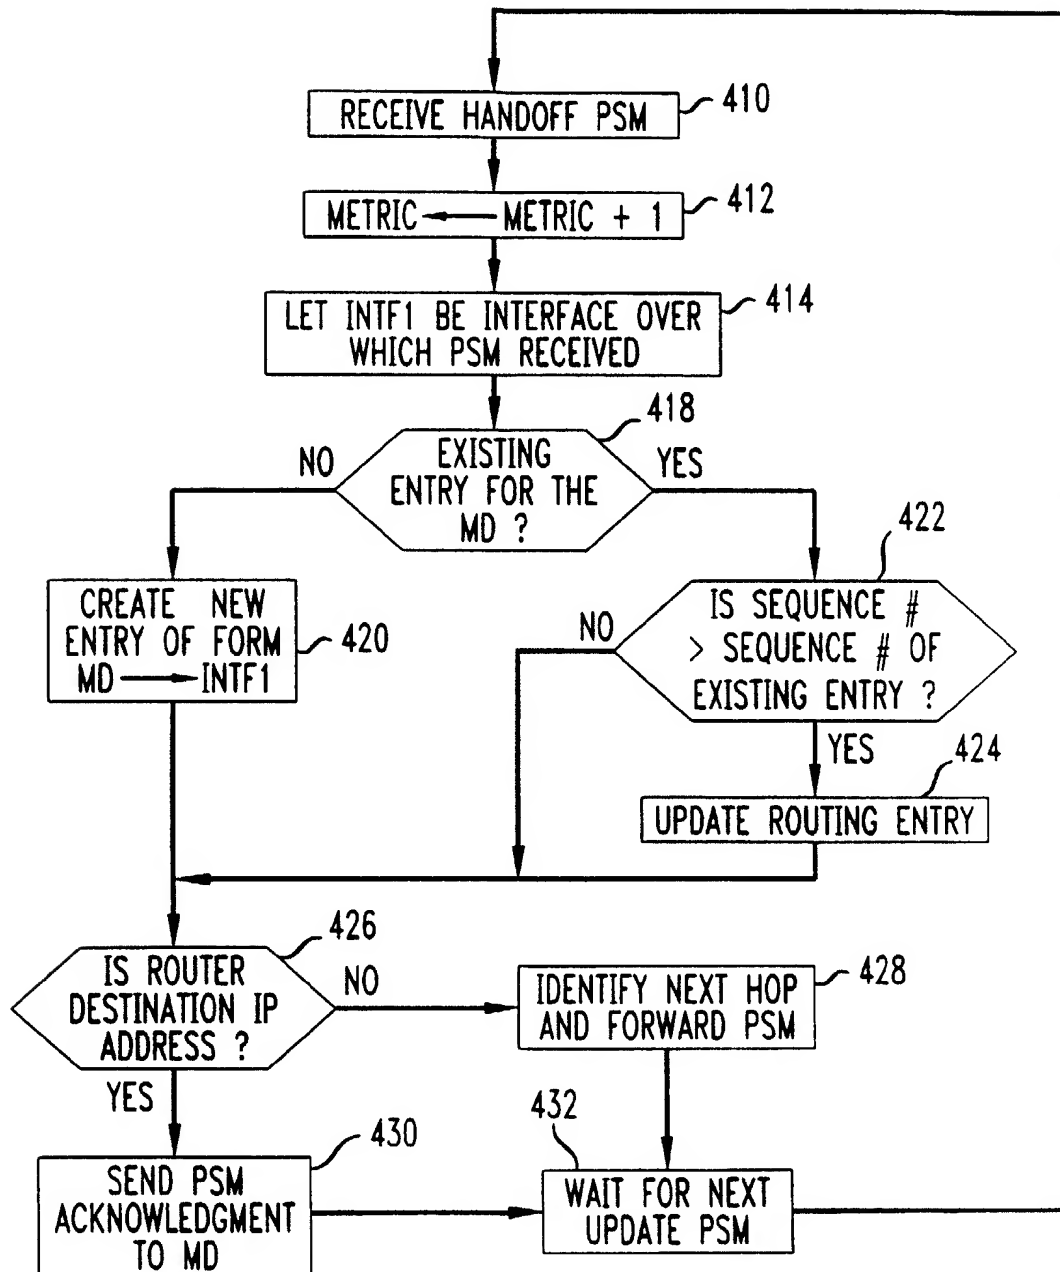 RECEIVE HANDOFF PSM
410
METRIC ← METRIC + 1
412
LET INTF1 BE INTERFACE OVER
WHICH PSM RECEIVED
414
418
EXISTING
ENTRY FOR THE
MD ?
NO
YES
422
CREATE NEW
ENTRY OF FORM
MD → INTF1
420
IS SEQUENCE #
> SEQUENCE # OF
EXISTING ENTRY ?
NO
YES
424
UPDATE ROUTING ENTRY
426
IS ROUTER
DESTINATION IP
ADDRESS ?
NO
YES
IDENTIFY NEXT HOP
AND FORWARD PSM
428
430
SEND PSM
ACKNOWLEDGMENT
TO MD
432
WAIT FOR NEXT
UPDATE PSM